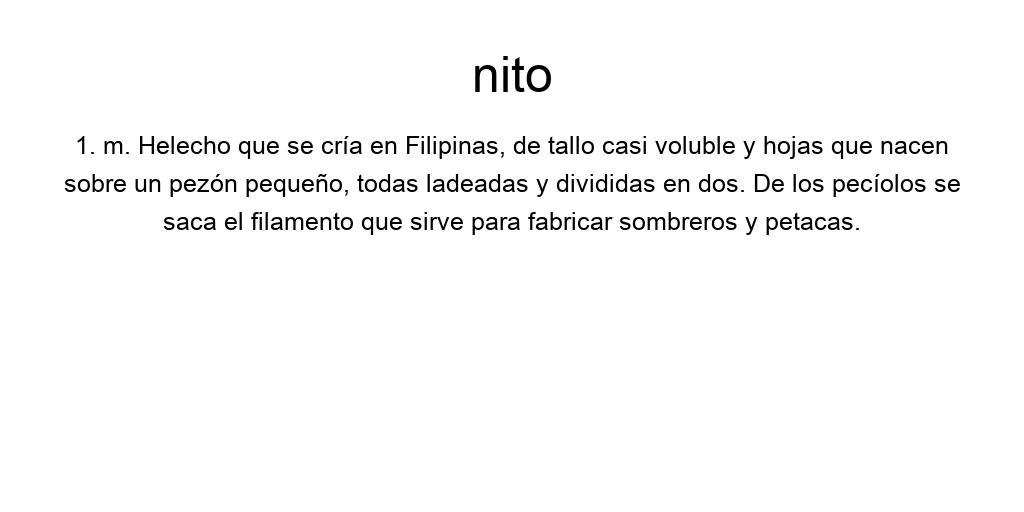 nito
1. m. Helecho que se cría en Filipinas, de tallo casi voluble y hojas que nacen
sobre un pezón pequeño, todas ladeadas y divididas en dos. De los pecíolos se
saca el filamento que sirve para fabricar sombreros y petacas.